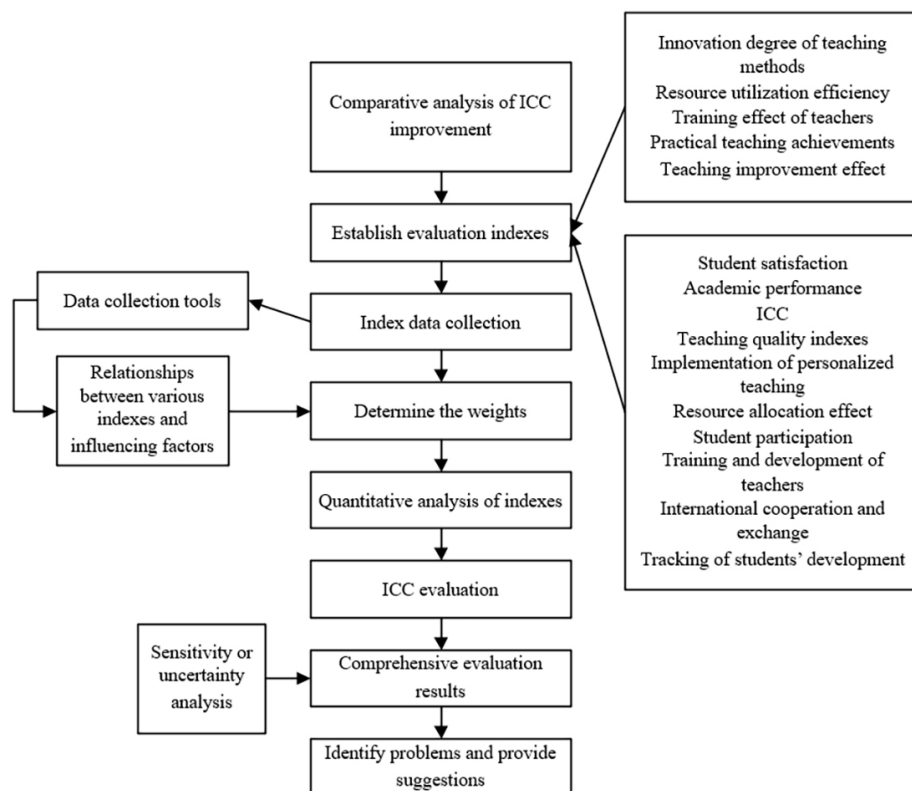 Comparative analysis of ICC
improvement
Innovation degree of teaching
methods
Resource utilization efficiency
Training effect of teachers
Practical teaching achievements
Teaching improvement effect
Establish evaluation indexes
Student satisfaction
Academic performance
ICC
Teaching quality indexes
Implementation of personalized
teaching
Resource allocation effect
Student participation
Training and development of
teachers
International cooperation and
exchange
Tracking of students’ development
Data collection tools
Index data collection
Relationships
between various
indexes and
influencing factors
Determine the weights
Quantitative analysis of indexes
ICC evaluation
Sensitivity or
uncertainty
analysis
Comprehensive evaluation
results
Identify problems and provide
suggestions